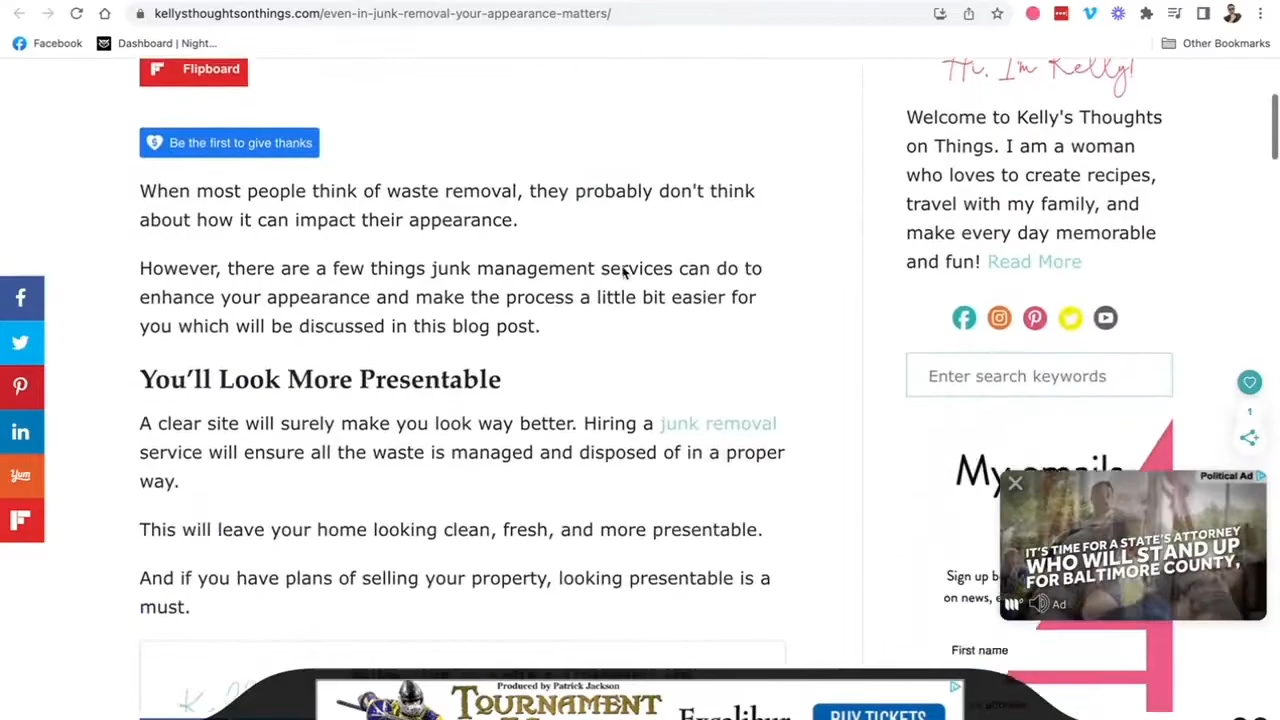 kellysthoughtsonthings.com/even-in-junk-removal-your-appearance-matters/
Facebook
Dashboard | Night...
Other Bookmarks
Flipboard
Be the first to give thanks
When most people think of waste removal, they probably don't think
about how it can impact their appearance.
However, there are a few things junk management services can do to
enhance your appearance and make the process a little bit easier for
you which will be discussed in this blog post.
You'll Look More Presentable
A clear site will surely make you look way better. Hiring a junk removal
service will ensure all the waste is managed and disposed of in a proper
way.
This will leave your home looking clean, fresh, and more presentable.
And if you have plans of selling your property, looking presentable is a
must.
Yum
Hi, I'm Kelly!
Welcome to Kelly's Thoughts
on Things. I am a woman
who loves to create recipes,
travel with my family, and
make every day memorable
and fun! Read More
Enter search keywords
1
My emails
Sign up b
on news, e
First name
Political Ad
IT'S TIME FOR A STATE'S ATTORNEY
WHO WILL STAND UP
FOR BALTIMORE COUNTY,
Ad
Produced by Patrick Jackson
TOURNAMENT
Excalibur
BUY TICKETS